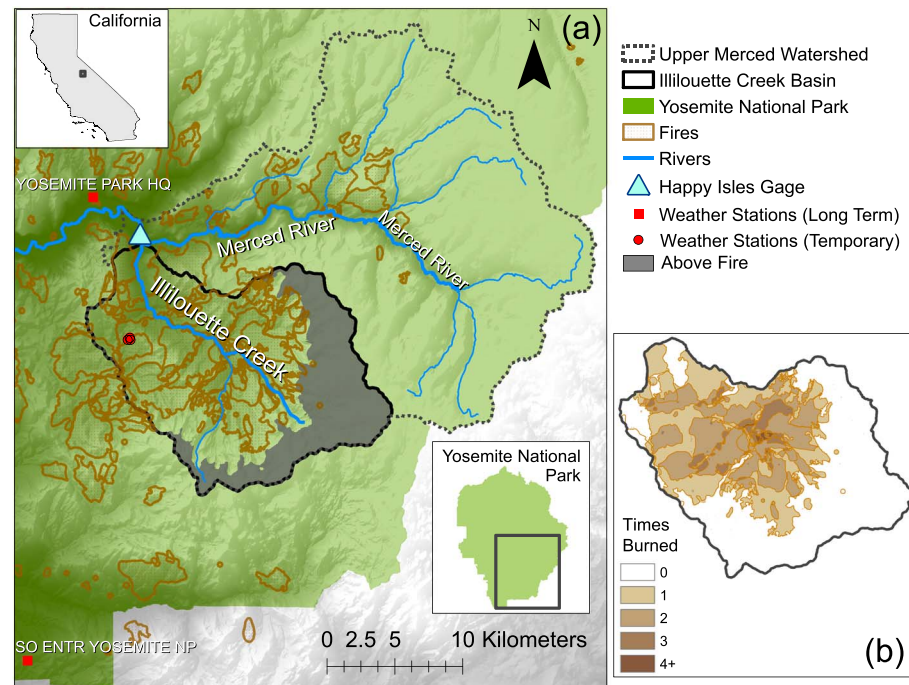 California
N
(a)
YOSEMITE PARK HQ
Merced River
Merced River
Illilouette Creek
Yosemite National
Park
SO ENTR YOSEMITE NP
0 2.5 5 10 Kilometers
Upper Merced Watershed
Illilouette Creek Basin
Yosemite National Park
Fires
Rivers
Happy Isles Gage
Weather Stations (Long Term)
Weather Stations (Temporary)
Above Fire
Times
Burned
0
1
2
3
4+
(b)